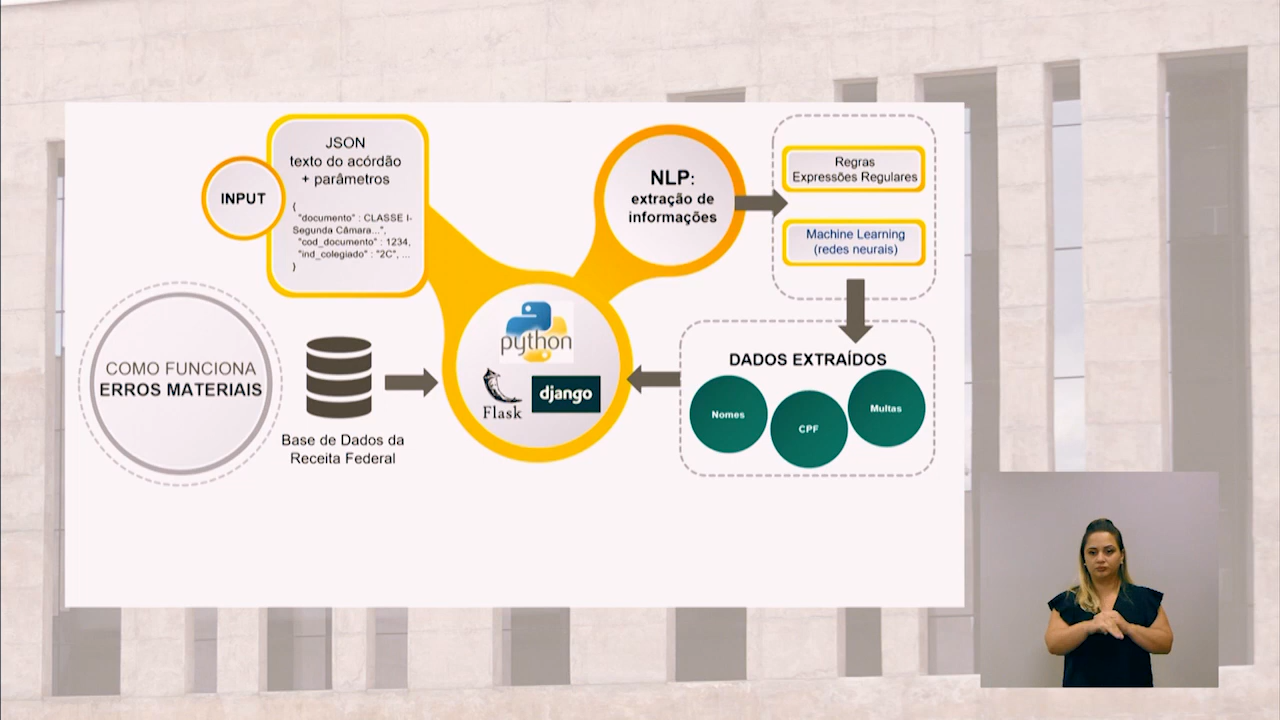 INPUT
JSON
texto do acórdão
+ parâmetros
{
"documento" : CLASSE I-
Segunda Câmara...",
"cod_documento" : 1234,
"ind_colegiado" : "2C", ...
}
NLP:
extração de
informações
Regras
Expressões Regulares
Machine Learning
(redes neurais)
COMO FUNCIONA
ERROS MATERIAIS
Base de Dados da
Receita Federal
python
Flask
django
DADOS EXTRAÍDOS
Nomes
CPF
Multas